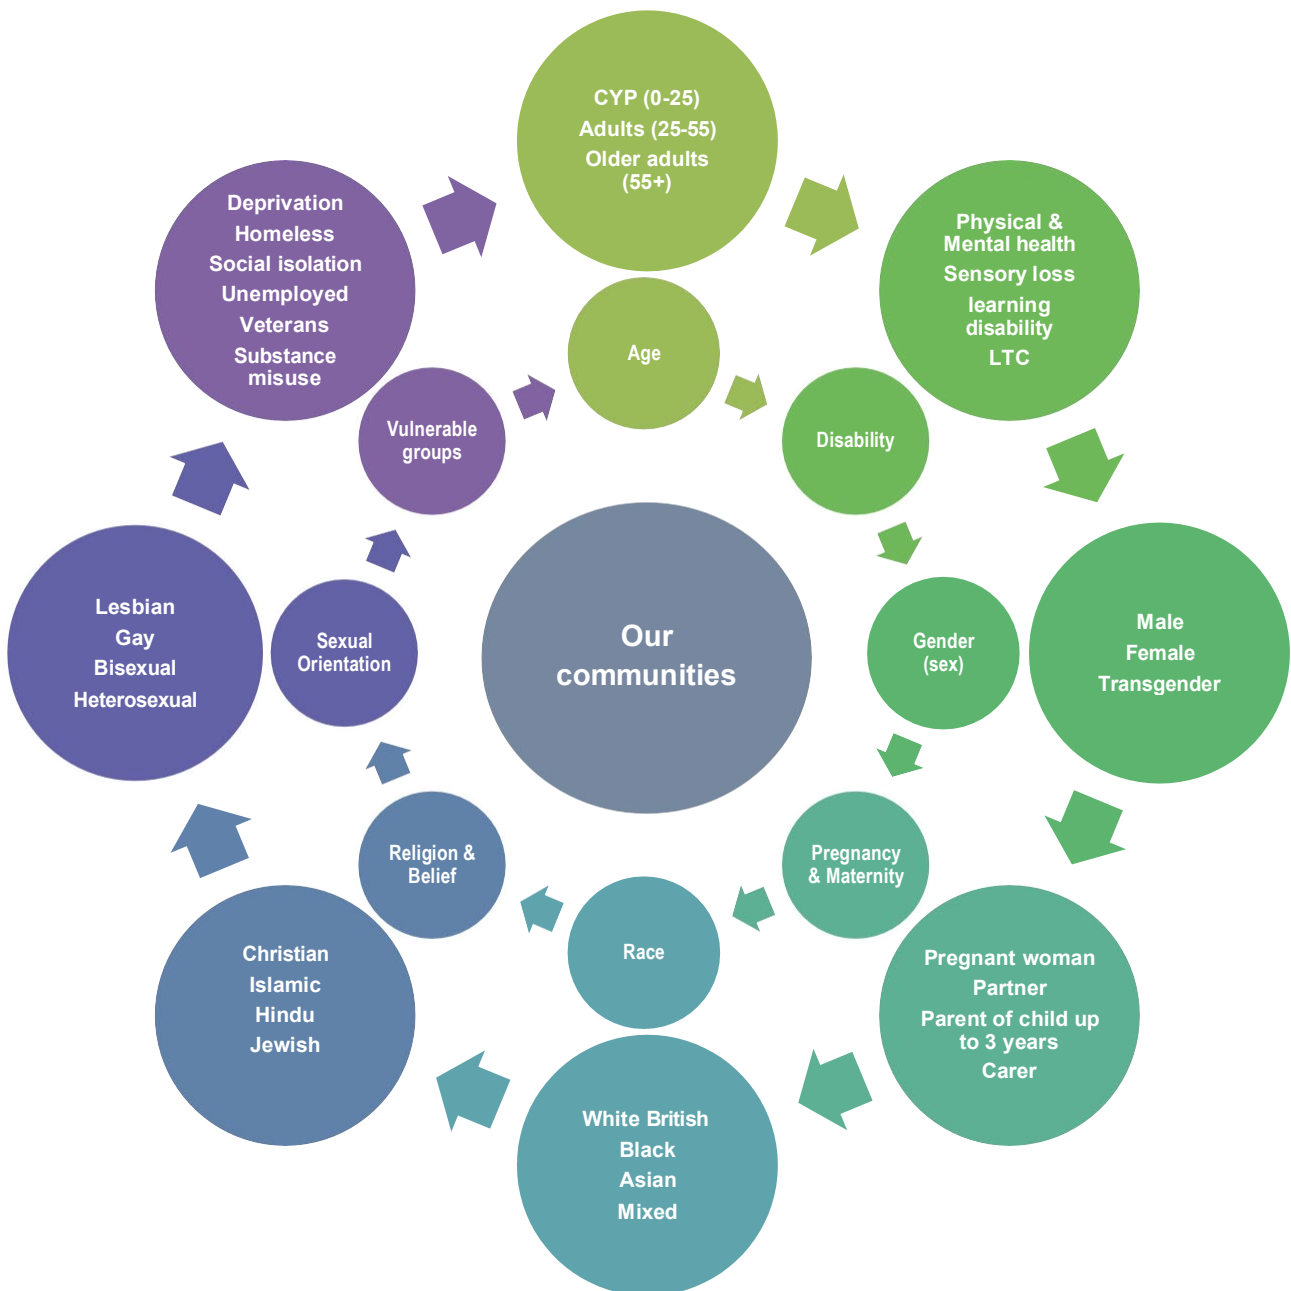 CYP (0-25)
Adults (25-55)
Older adults
(55+)
Age
Physical &
Mental health
Sensory loss
learning
disability
LTC
Disability
Male
Female
Transgender
Gender
(sex)
Pregnant woman
Partner
Parent of child up
to 3 years
Carer
Pregnancy
& Maternity
White British
Black
Asian
Mixed
Race
Christian
Islamic
Hindu
Jewish
Religion &
Belief
Lesbian
Gay
Bisexual
Heterosexual
Sexual
Orientation
Deprivation
Homeless
Social isolation
Unemployed
Veterans
Substance
misuse
Vulnerable
groups
Our
communities